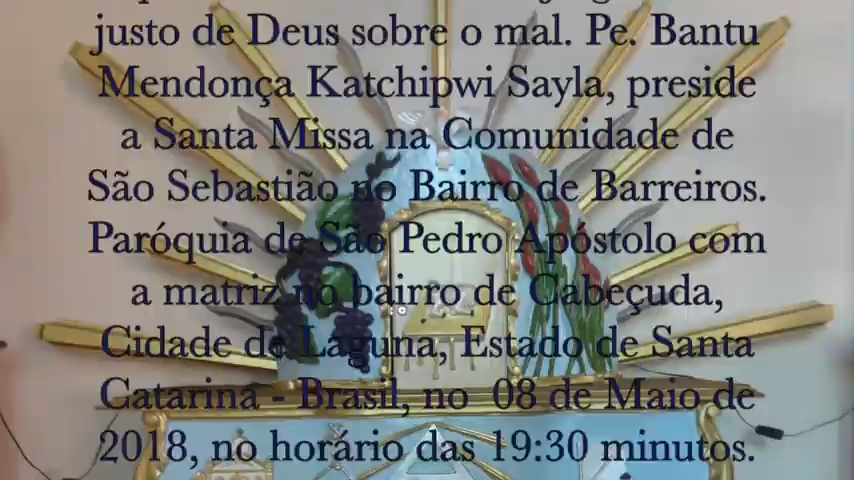 justo de Deus sobre o mal. Pe. Bantu
Mendonça Katchipwi Sayla, preside
a Santa Missa na Comunidade de
São Sebastião no Bairro de Barreiros.
Paróquia de São Pedro Apóstolo com
a matriz no bairro de Cabeçuda,
Cidade de Laguna, Estado de Santa
Catarina - Brasil, no 08 de Maio de
2018, no horário das 19:30 minutos.